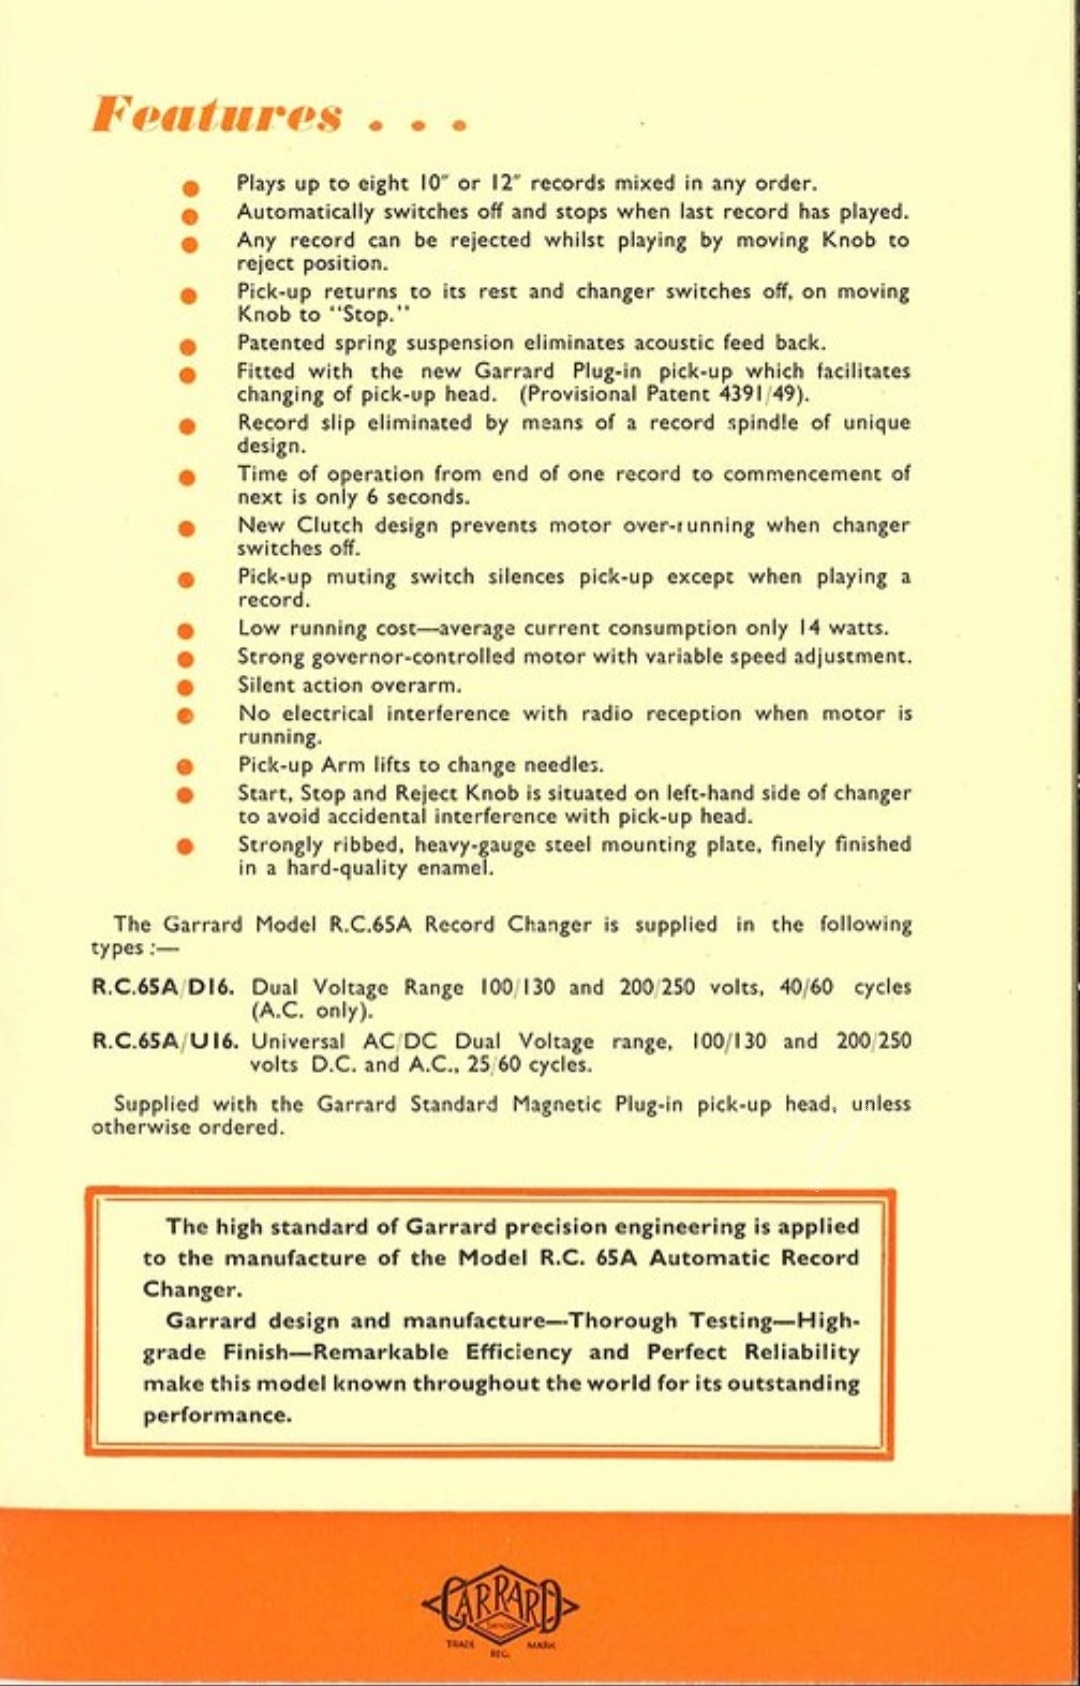 Features . . .
Plays up to eight 10″ or 12″ records mixed in any order.
Automatically switches off and stops when last record has played.
Any record can be rejected whilst playing by moving Knob to
reject position.
Pick-up returns to its rest and changer switches off, on moving
Knob to "Stop."
Patented spring suspension eliminates acoustic feed back.
Fitted with the new Garrard Plug-in pick-up which facilitates
changing of pick-up head. (Provisional Patent 4391/49).
Record slip eliminated by means of a record spindle of unique
design.
Time of operation from end of one record to commencement of
next is only 6 seconds.
New Clutch design prevents motor over-running when changer
switches off.
Pick-up muting switch silences pick-up except when playing a
record.
Low running cost—average current consumption only 14 watts.
Strong governor-controlled motor with variable speed adjustment.
Silent action overarm.
No electrical interference with radio reception when motor is
running.
Pick-up Arm lifts to change needles.
Start, Stop and Reject Knob is situated on left-hand side of changer
to avoid accidental interference with pick-up head.
Strongly ribbed, heavy-gauge steel mounting plate, finely finished
in a hard-quality enamel.
The Garrard Model R.C.65A Record Changer is supplied in the following
types :—
R.C.65A/D16. Dual Voltage Range 100/130 and 200/250 volts, 40/60 cycles
(A.C. only).
R.C.65A/U16. Universal AC/DC Dual Voltage range, 100/130 and 200/250
volts D.C. and A.C., 25/60 cycles.
Supplied with the Garrard Standard Magnetic Plug-in pick-up head, unless
otherwise ordered.
The high standard of Garrard precision engineering is applied
to the manufacture of the Model R.C. 65A Automatic Record
Changer.
Garrard design and manufacture—Thorough Testing—High-
grade Finish—Remarkable Efficiency and Perfect Reliability
make this model known throughout the world for its outstanding
performance.
GARRARD
TRADE MARK
REG.